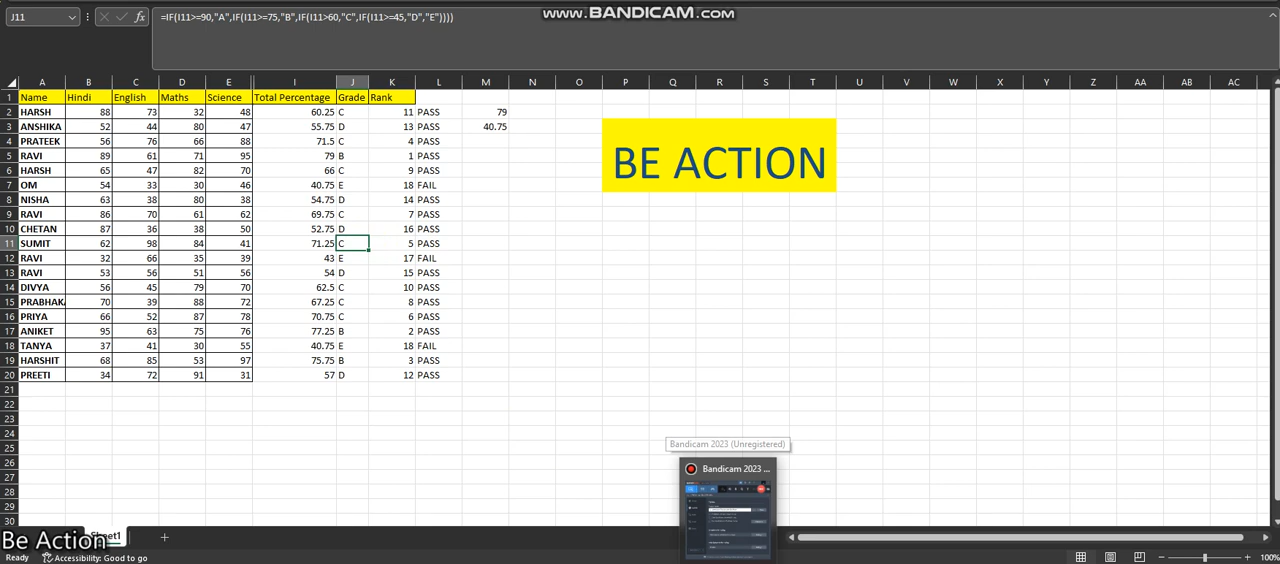 www.BANDICAM.com
J11 fx =IF(I11>=90,"A",IF(I11>=75,"B",IF(I11>60,"C",IF(I11>=45,"D","E"))))
A B C D E I J K L M N O P Q R S T U V W X Y Z AA AB AC
1 Name Hindi English Maths Science Total Percentage Grade Rank
2 HARSH 88 73 32 48 60.25 C 11 PASS 79
3 ANSHIKA 52 44 80 47 55.75 D 13 PASS 40.75
4 PRATEEK 56 76 66 88 71.5 C 4 PASS
5 RAVI 89 61 71 95 79 B 1 PASS
6 HARSH 65 47 82 70 66 C 9 PASS
7 OM 54 33 30 46 40.75 E 18 FAIL
8 NISHA 63 38 80 38 54.75 D 14 PASS
9 RAVI 86 70 61 62 69.75 C 7 PASS
10 CHETAN 87 36 38 50 52.75 D 16 PASS
11 SUMIT 62 98 84 41 71.25 C 5 PASS
12 RAVI 32 66 35 39 43 E 17 FAIL
13 RAVI 53 56 51 56 54 D 15 PASS
14 DIVYA 56 45 79 70 62.5 C 10 PASS
15 PRABHAK 70 39 88 72 67.25 C 8 PASS
16 PRIYA 66 52 87 78 70.75 C 6 PASS
17 ANIKET 95 63 75 76 77.25 B 2 PASS
18 TANYA 37 41 30 55 40.75 E 18 FAIL
19 HARSHIT 68 85 53 97 75.75 B 3 PASS
20 PREETI 34 72 91 31 57 D 12 PASS
21
22
23
24
25
26
27
28
29
30
BE ACTION
Bandicam 2023 (Unregistered)
Bandicam 2023 ...
Be Action
Sheet1
Ready Accessibility: Good to go 100%